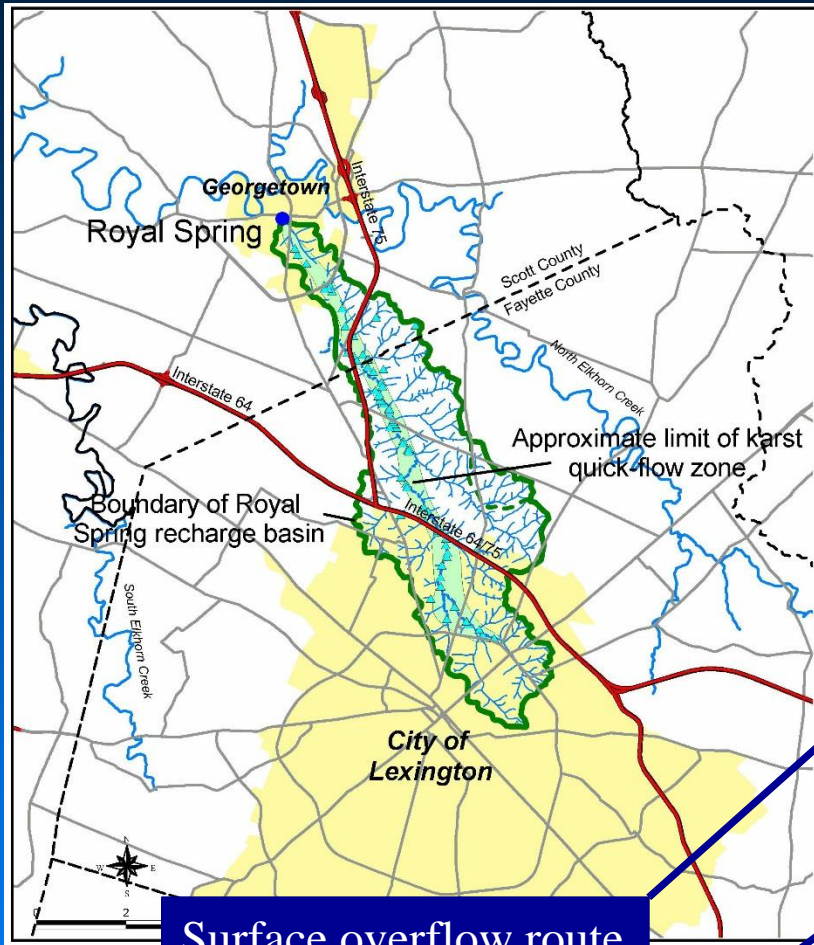 Georgetown
Interstate 75
Royal Spring
Scott County
Fayette County
North Elkhorn Creek
Interstate 64
Approximate limit of karst
quick-flow zone
Boundary of Royal
Spring recharge basin
Interstate 64/75
South Elkhorn Creek
City of
Lexington
N
W E
S
0 2
Surface overflow route